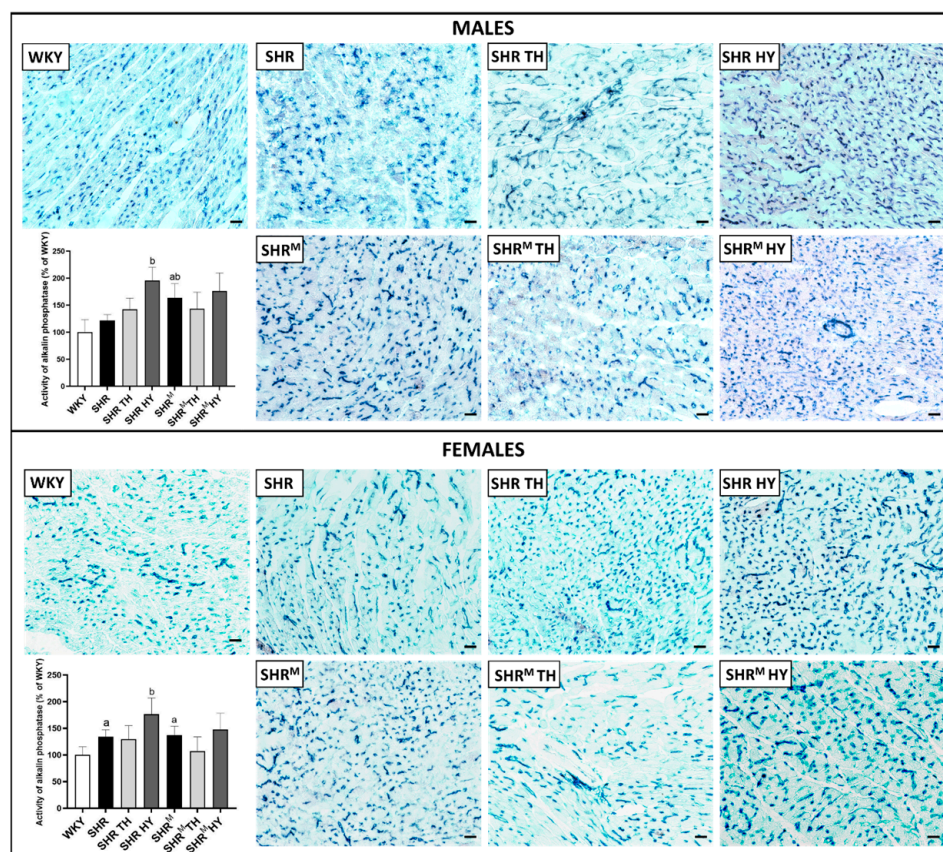 MALES
WKY
SHR
SHR TH
SHR HY
Activity of alkalin phosphatase (% of WKY)
250
200
150
100
50
0
b
ab
WKY
SHR
SHR TH
SHR HY
SHRᴹ
SHRᴹ TH
SHRᴹ HY
SHRᴹ
SHRᴹ TH
SHRᴹ HY
FEMALES
WKY
SHR
SHR TH
SHR HY
Activity of alkalin phosphatase (% of WKY)
250
200
150
100
50
0
a
b
a
WKY
SHR
SHR TH
SHR HY
SHRᴹ
SHRᴹ TH
SHRᴹ HY
SHRᴹ
SHRᴹ TH
SHRᴹ HY